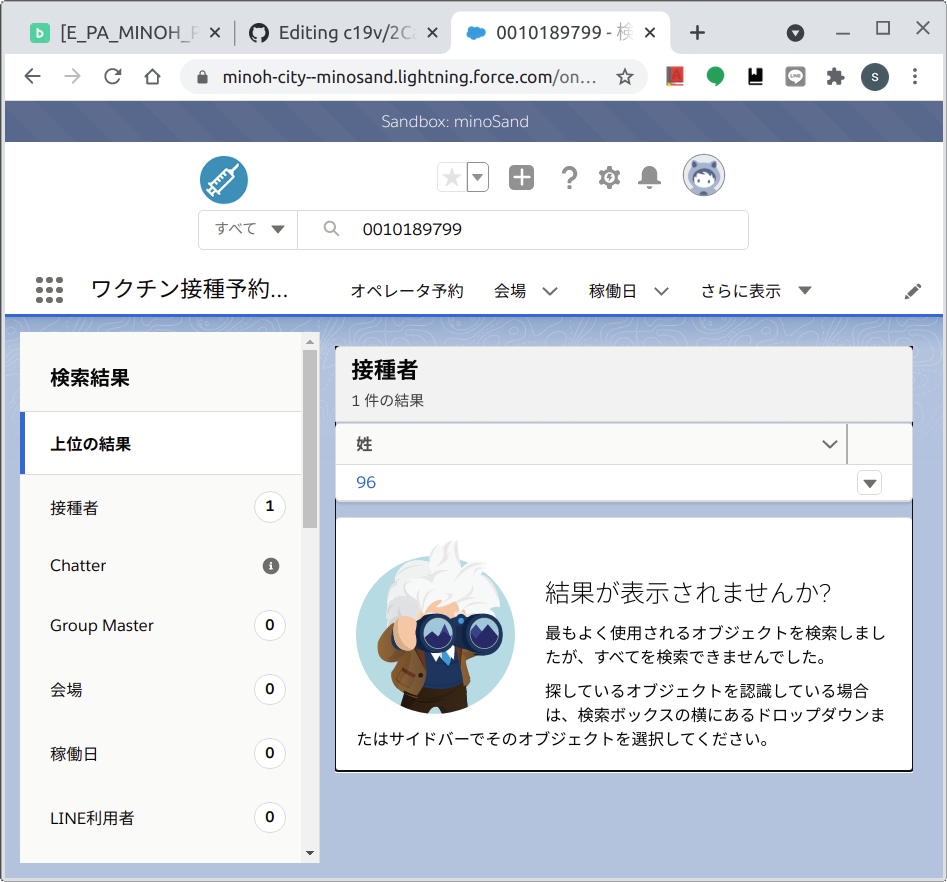 [E_PA_MINOH_P
Editing c19v/2Ca
0010189799 - 検
minoh-city--minosand.lightning.force.com/on…
S
Sandbox: minoSand
すべて
0010189799
ワクチン接種予約...
オペレータ予約
会場
稼働日
さらに表示
検索結果
上位の結果
接種者 1
Chatter
Group Master 0
会場 0
稼働日 0
LINE利用者 0
接種者
1 件の結果
姓
96
結果が表示されませんか?
最もよく使用されるオブジェクトを検索しまし
たが、すべてを検索できませんでした。
探しているオブジェクトを認識している場合
は、検索ボックスの横にあるドロップダウンま
たはサイドバーでそのオブジェクトを選択してください。